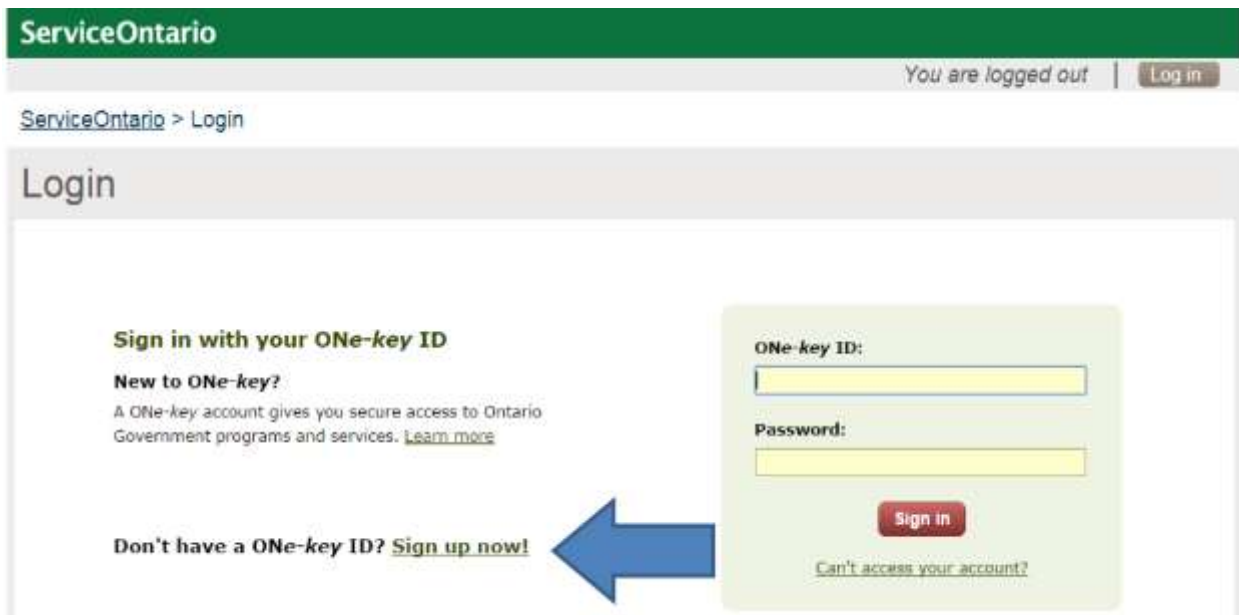 ServiceOntario
You are logged out | Log in
ServiceOntario > Login
Login
Sign in with your ONe-key ID
New to ONe-key?
A ONe-key account gives you secure access to Ontario
Government programs and services. Learn more
Don't have a ONe-key ID? Sign up now!
ONe-key ID:
Password:
Sign in
Can't access your account?